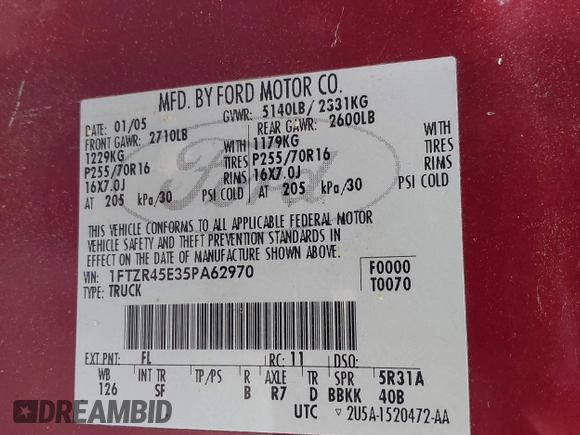 MFD. BY FORD MOTOR CO.
DATE: 01/05 GVWR: 5140LB/ 2331KG
FRONT GAWR: 2710LB REAR GAWR: 2600LB
1229KG WITH 1179KG WITH
P255/70R16 TIRES P255/70R16 TIRES
16X7.0J RIMS 16X7.0J RIMS
AT 205 kPa/30 PSI COLD AT 205 kPa/30 PSI COLD
Ford
THIS VEHICLE CONFORMS TO ALL APPLICABLE FEDERAL MOTOR
VEHICLE SAFETY AND THEFT PREVENTION STANDARDS IN
EFFECT ON THE DATE OF MANUFACTURE SHOWN ABOVE.
VIN: 1FTZR45E35PA62970 F0000
TYPE: TRUCK T0070
EXT PNT: FL RC: 11 DSO:
WB INT TR TP/PS R AXLE TR SPR 5R31A
126 SF B R7 D BBKK 40B
UTC ▽ 2U5A-1520472-AA
DREAMBID